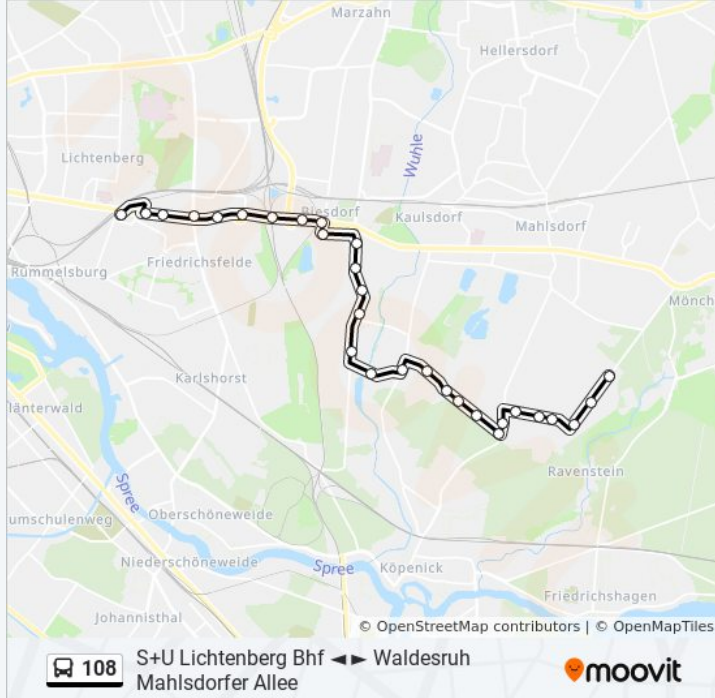 Marzahn
Hellersdorf
Lichtenberg
Wuhle
Biesdorf
Kaulsdorf
Mahlsdorf
Rummelsburg
Friedrichsfelde
Mönch
Karlshorst
länterwald
Ravenstein
Spree
Oberschöneweide
umschulenweg
Niederschöneweide
Spree
Köpenick
Friedrichshagen
Johannisthal
© OpenStreetMap contributors | © OpenMapTiles
108
S+U Lichtenberg Bhf ◄ ► Waldesruh
Mahlsdorfer Allee
moovit